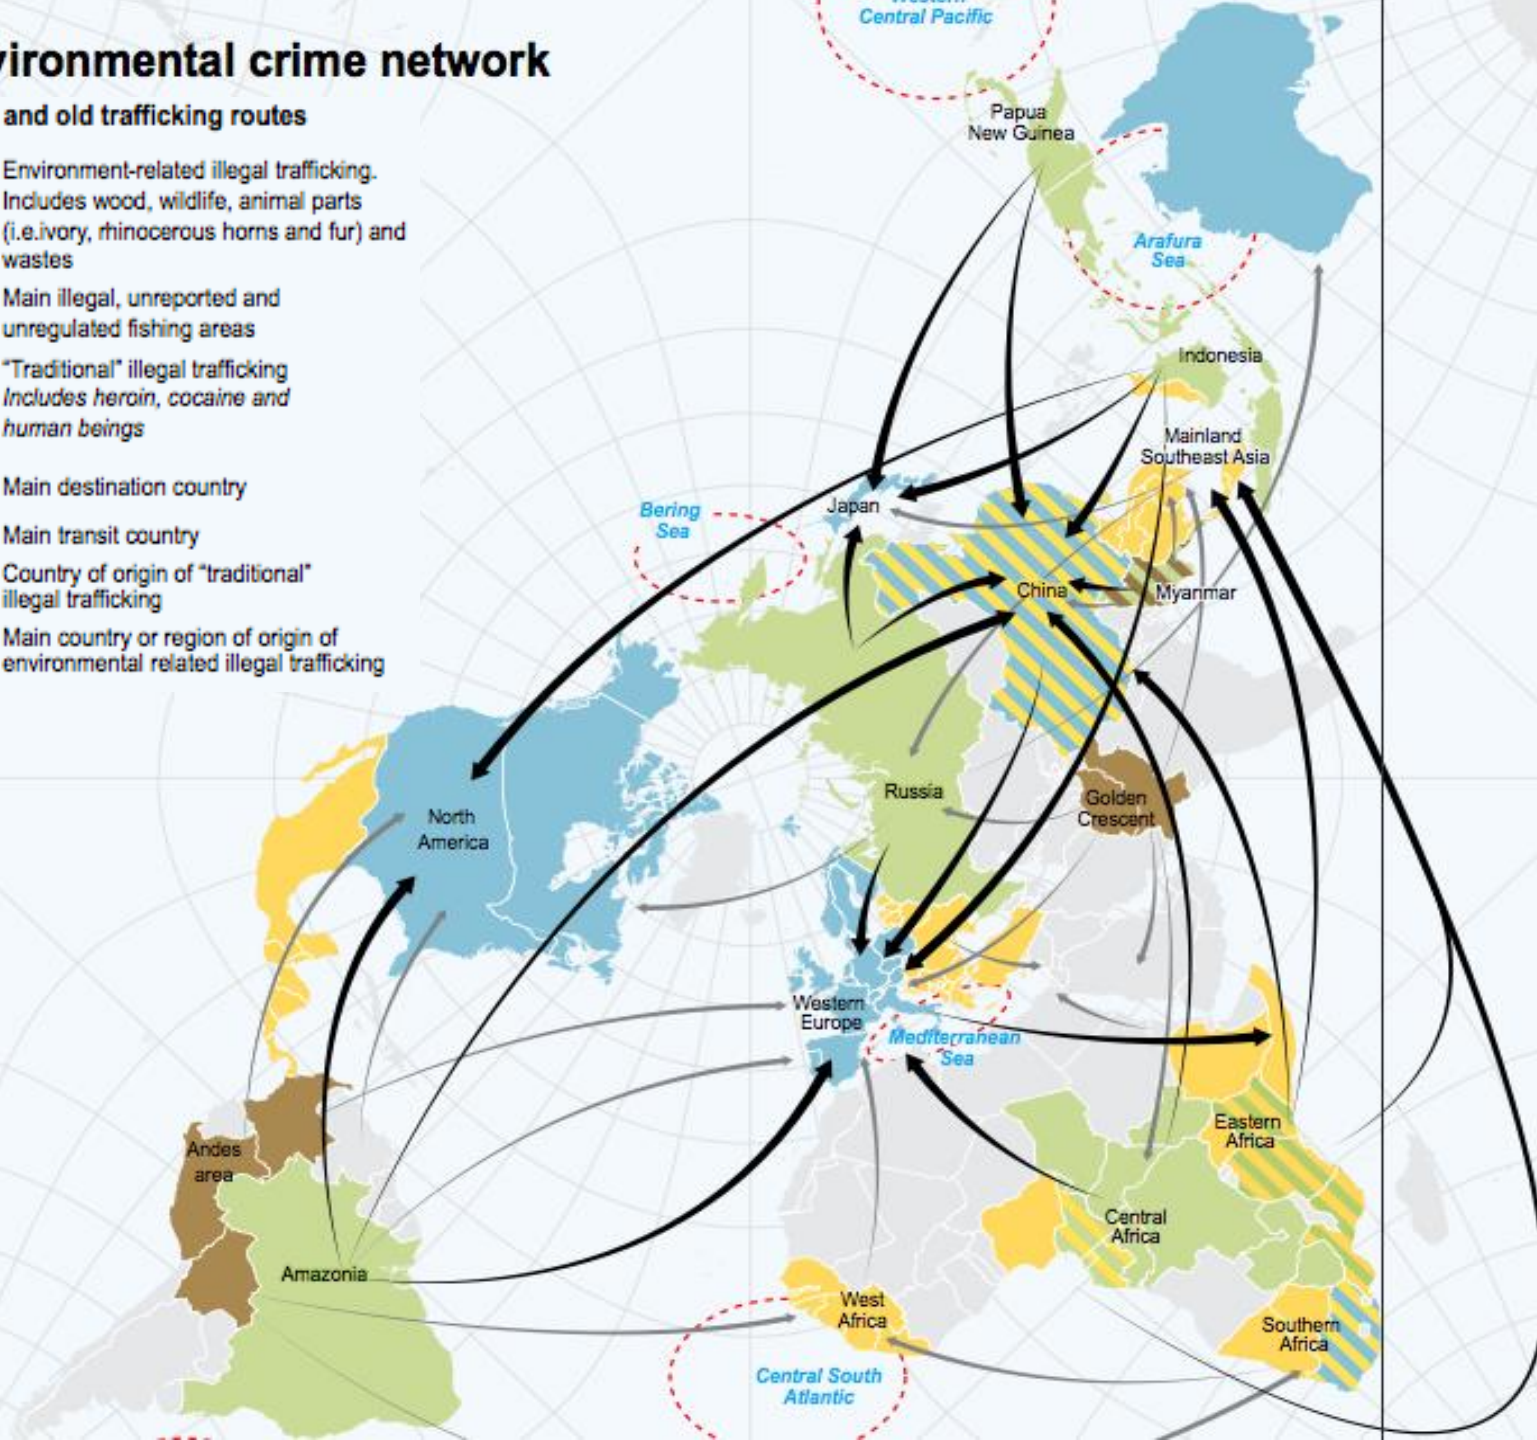 vironmental crime network
and old trafficking routes
Environment-related illegal trafficking.
Includes wood, wildlife, animal parts
(i.e.ivory, rhinocerous horns and fur) and
wastes
Main illegal, unreported and
unregulated fishing areas
"Traditional" illegal trafficking
Includes heroin, cocaine and
human beings
Main destination country
Main transit country
Country of origin of "traditional"
illegal trafficking
Main country or region of origin of
environmental related illegal trafficking
Western
Central Pacific
Papua
New Guinea
Arafura
Sea
Indonesia
Mainland
Southeast Asia
Japan
Bering
Sea
China
Myanmar
Russia
Golden
Crescent
North
America
Western
Europe
Mediterranean
Sea
Eastern
Africa
Andes
area
Central
Africa
Amazonia
West
Africa
Southern
Africa
Central South
Atlantic